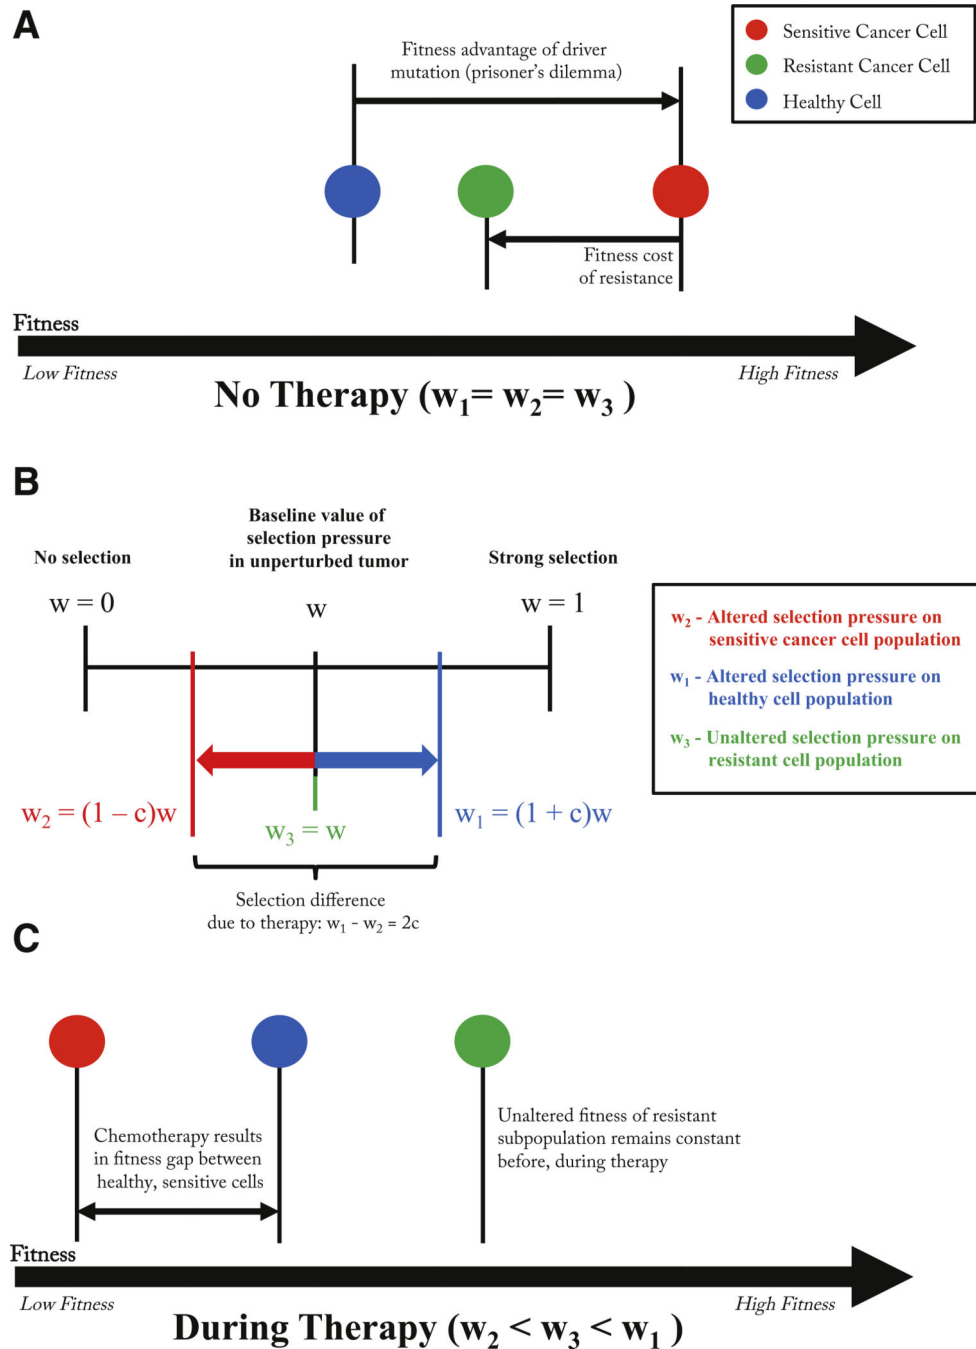 A
Fitness advantage of driver
mutation (prisoner's dilemma)
Sensitive Cancer Cell
Resistant Cancer Cell
Healthy Cell
Fitness cost
of resistance
Fitness
Low Fitness
High Fitness
No Therapy (w₁= w₂= w₃ )
B
Baseline value of
selection pressure
in unperturbed tumor
No selection
Strong selection
w = 0
w
w = 1
w₂ - Altered selection pressure on
sensitive cancer cell population
w₁ - Altered selection pressure on
healthy cell population
w₃ - Unaltered selection pressure on
resistant cell population
w₂ = (1 – c)w
w₃ = w
w₁ = (1 + c)w
Selection difference
due to therapy: w₁ - w₂ = 2c
C
Chemotherapy results
in fitness gap between
healthy, sensitive cells
Unaltered fitness of resistant
subpopulation remains constant
before, during therapy
Fitness
Low Fitness
High Fitness
During Therapy (w₂ < w₃ < w₁ )